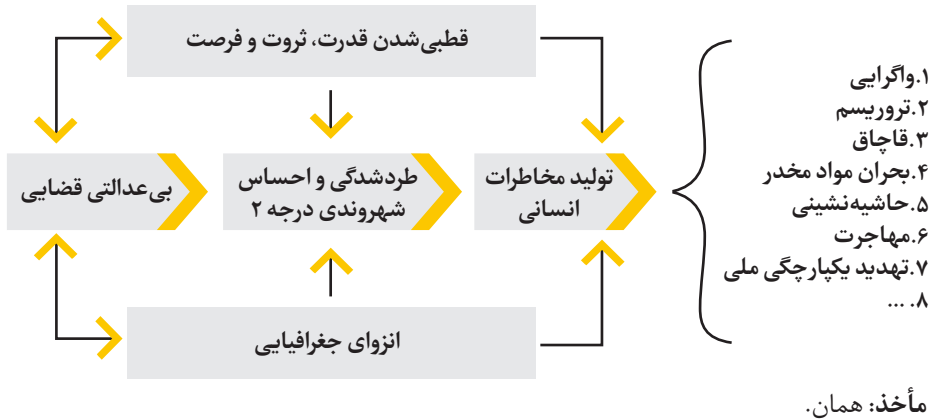 قطبی‌شدن قدرت، ثروت و فرصت
بی‌عدالتی قضایی
طردشدگی و احساس
شهروندی درجه ۲
تولید مخاطرات
انسانی
انزوای جغرافیایی
۱.واگرایی
۲.تروریسم
۳.قاچاق
۴.بحران مواد مخدر
۵.حاشیه‌نشینی
۶.مهاجرت
۷.تهدید یکپارچگی ملی
۸. ...
مأخذ: همان.